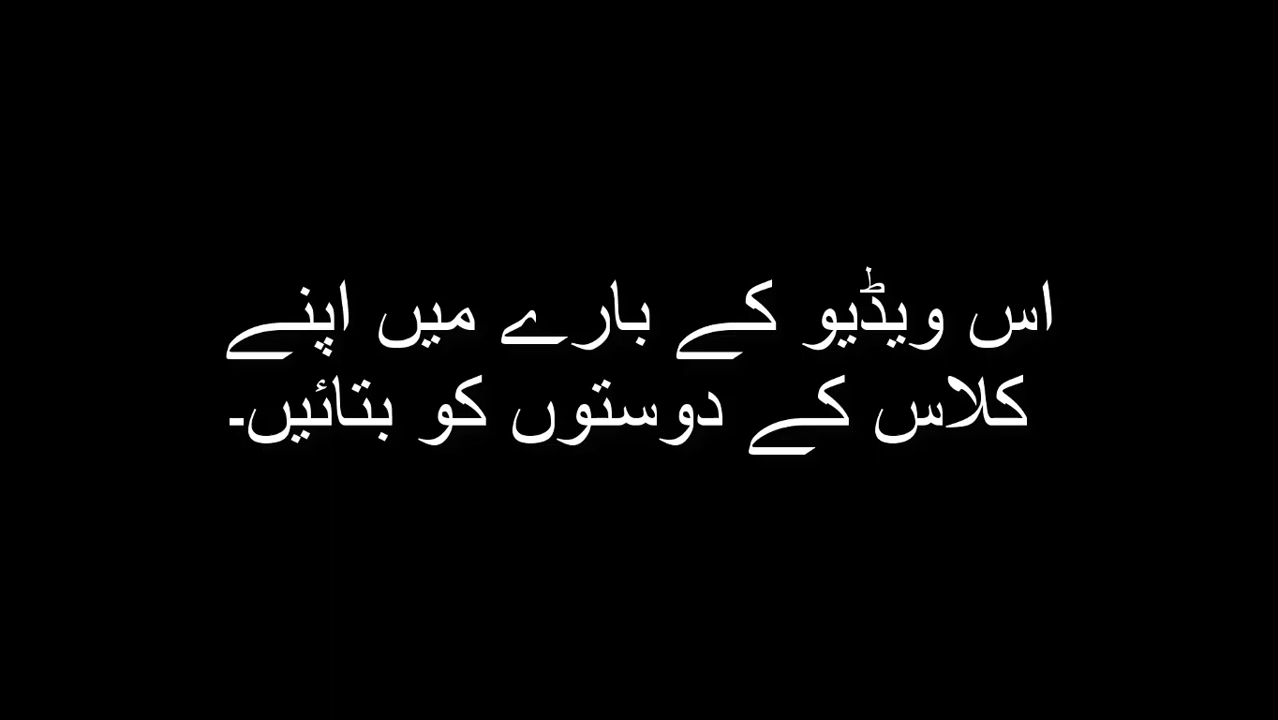 اس ویڈیو کے بارے میں اپنے
کلاس کے دوستوں کو بتائیں۔